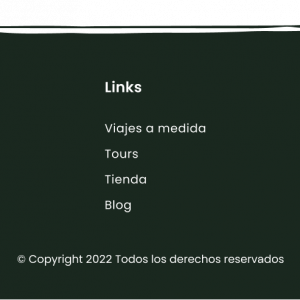 Links
Viajes a medida
Tours
Tienda
Blog
© Copyright 2022 Todos los derechos reservados